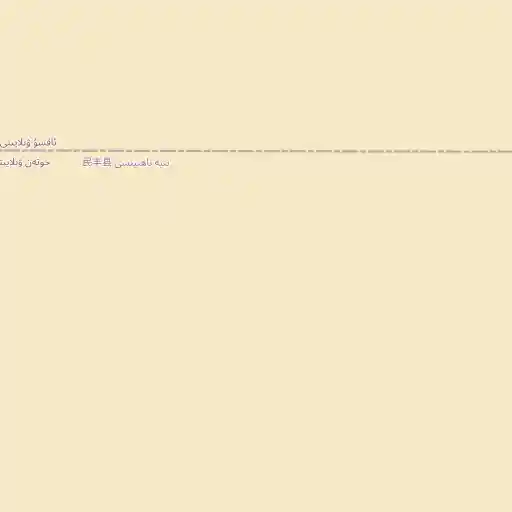 ئاقسۇ ۋىلايىتى
خوتەن ۋىلايىتى
民丰县 نىيە ناھىيىسى